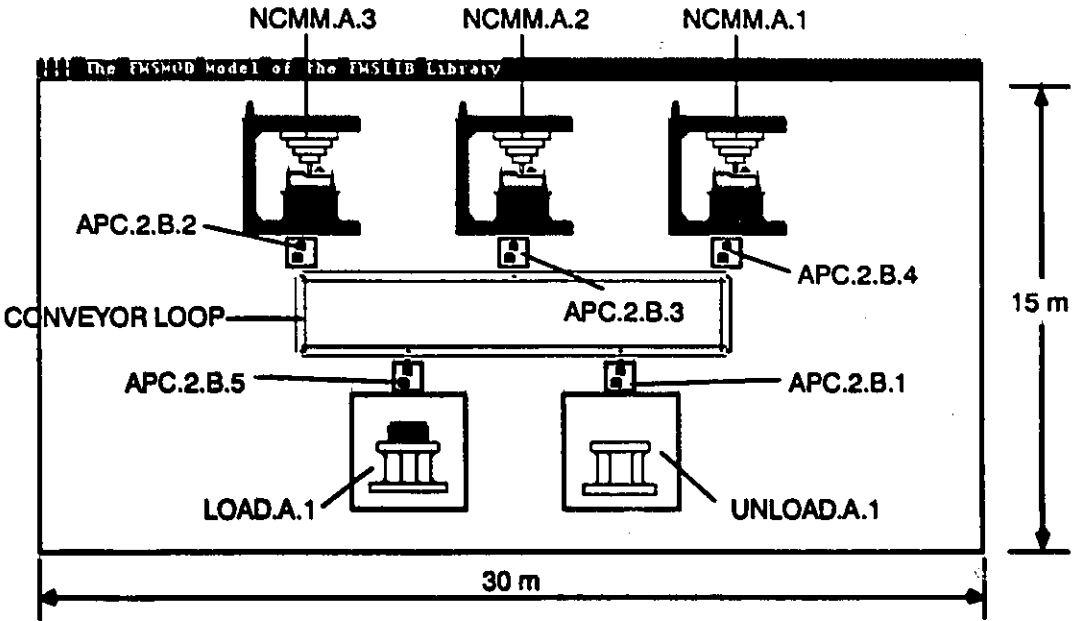 NCMM.A.3 NCMM.A.2 NCMM.A.1
The FMSMOD Model of the FMSLIB Library
APC.2.B.2
APC.2.B.4
15 m
CONVEYOR LOOP
APC.2.B.3
APC.2.B.5
APC.2.B.1
LOAD.A.1
UNLOAD.A.1
30 m